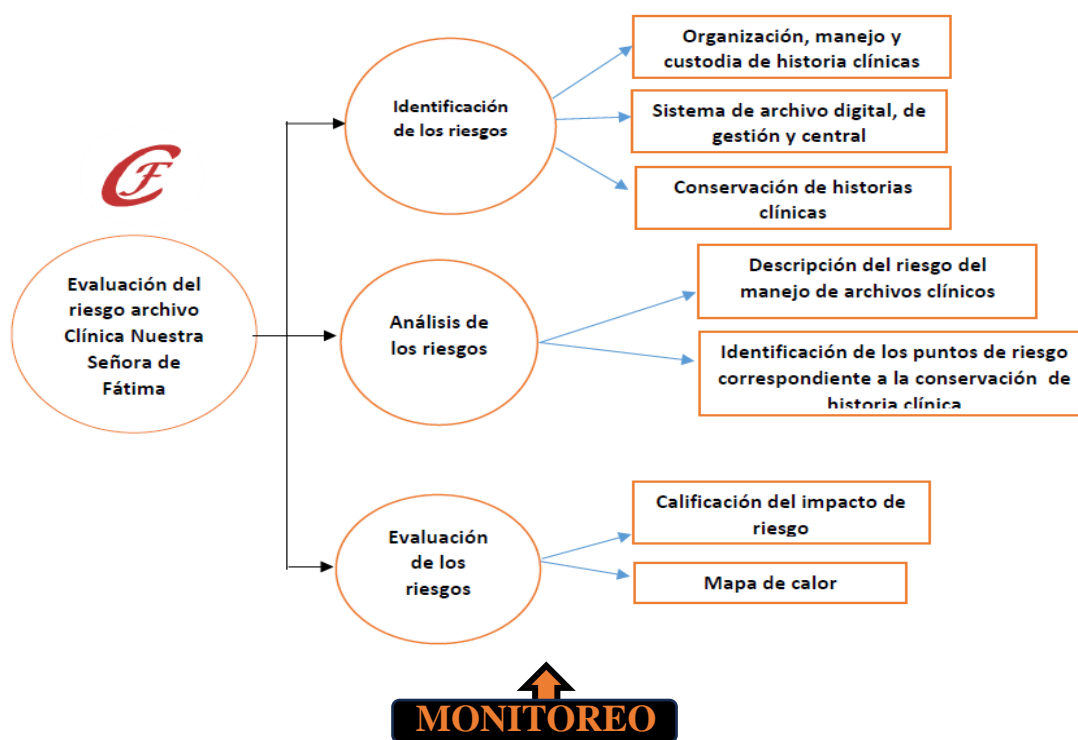 Organización, manejo y
custodia de historia clínicas
Identificación
de los riesgos
Sistema de archivo digital, de
gestión y central
Conservación de historias
clínicas
CF
Evaluación del
riesgo archivo
Clínica Nuestra
Señora de
Fátima
Análisis de
los riesgos
Descripción del riesgo del
manejo de archivos clínicos
Identificación de los puntos de riesgo
correspondiente a la conservación de
historia clínica
Evaluación
de los
riesgos
Calificación del impacto de
riesgo
Mapa de calor
MONITOREO